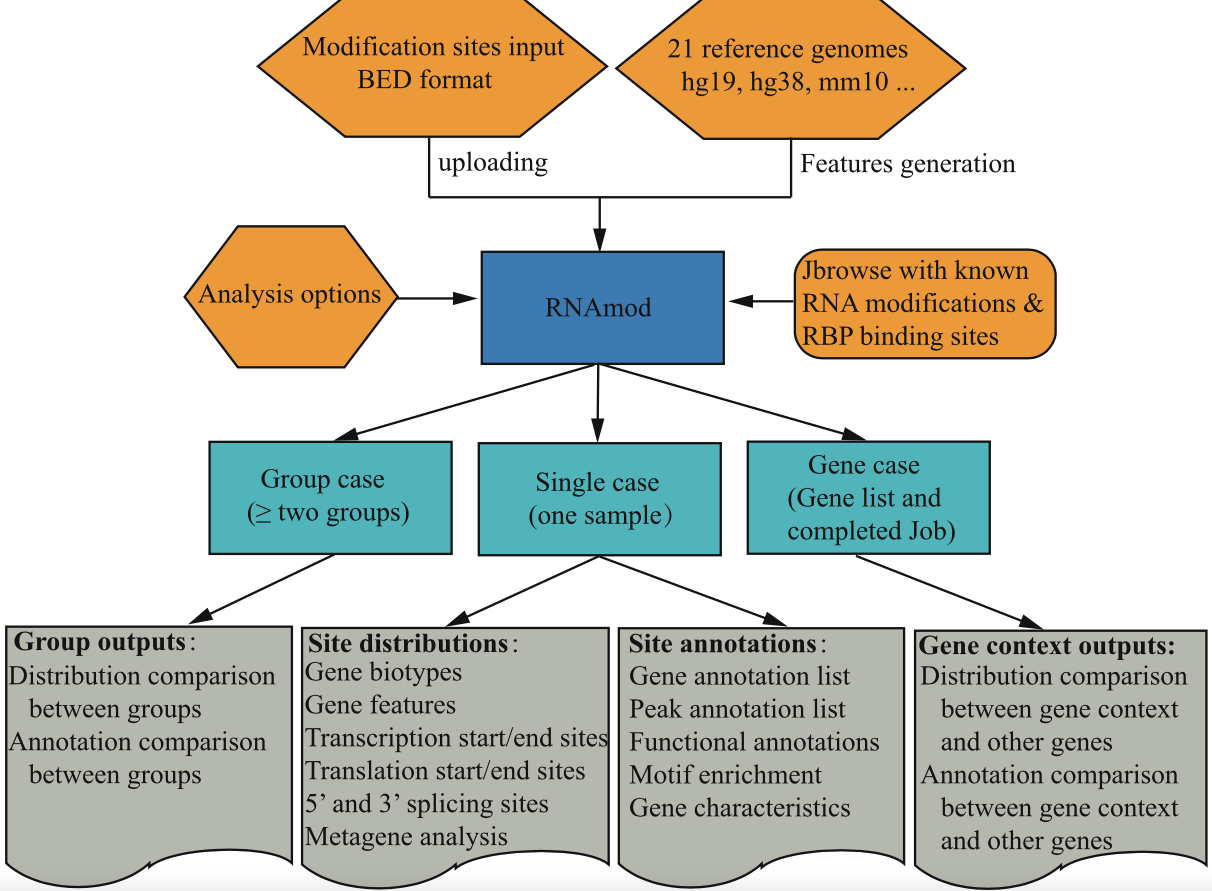 Modification sites input
BED format
21 reference genomes
hg19, hg38, mm10 ...
uploading
Features generation
Analysis options
RNAmod
Jbrowse with known
RNA modifications &
RBP binding sites
Group case
(≥ two groups)
Single case
(one sample)
Gene case
(Gene list and
completed Job)
Group outputs:
Distribution comparison
between groups
Annotation comparison
between groups
Site distributions:
Gene biotypes
Gene features
Transcription start/end sites
Translation start/end sites
5’ and 3’ splicing sites
Metagene analysis
Site annotations:
Gene annotation list
Peak annotation list
Functional annotations
Motif enrichment
Gene characteristics
Gene context outputs:
Distribution comparison
between gene context
and other genes
Annotation comparison
between gene context
and other genes